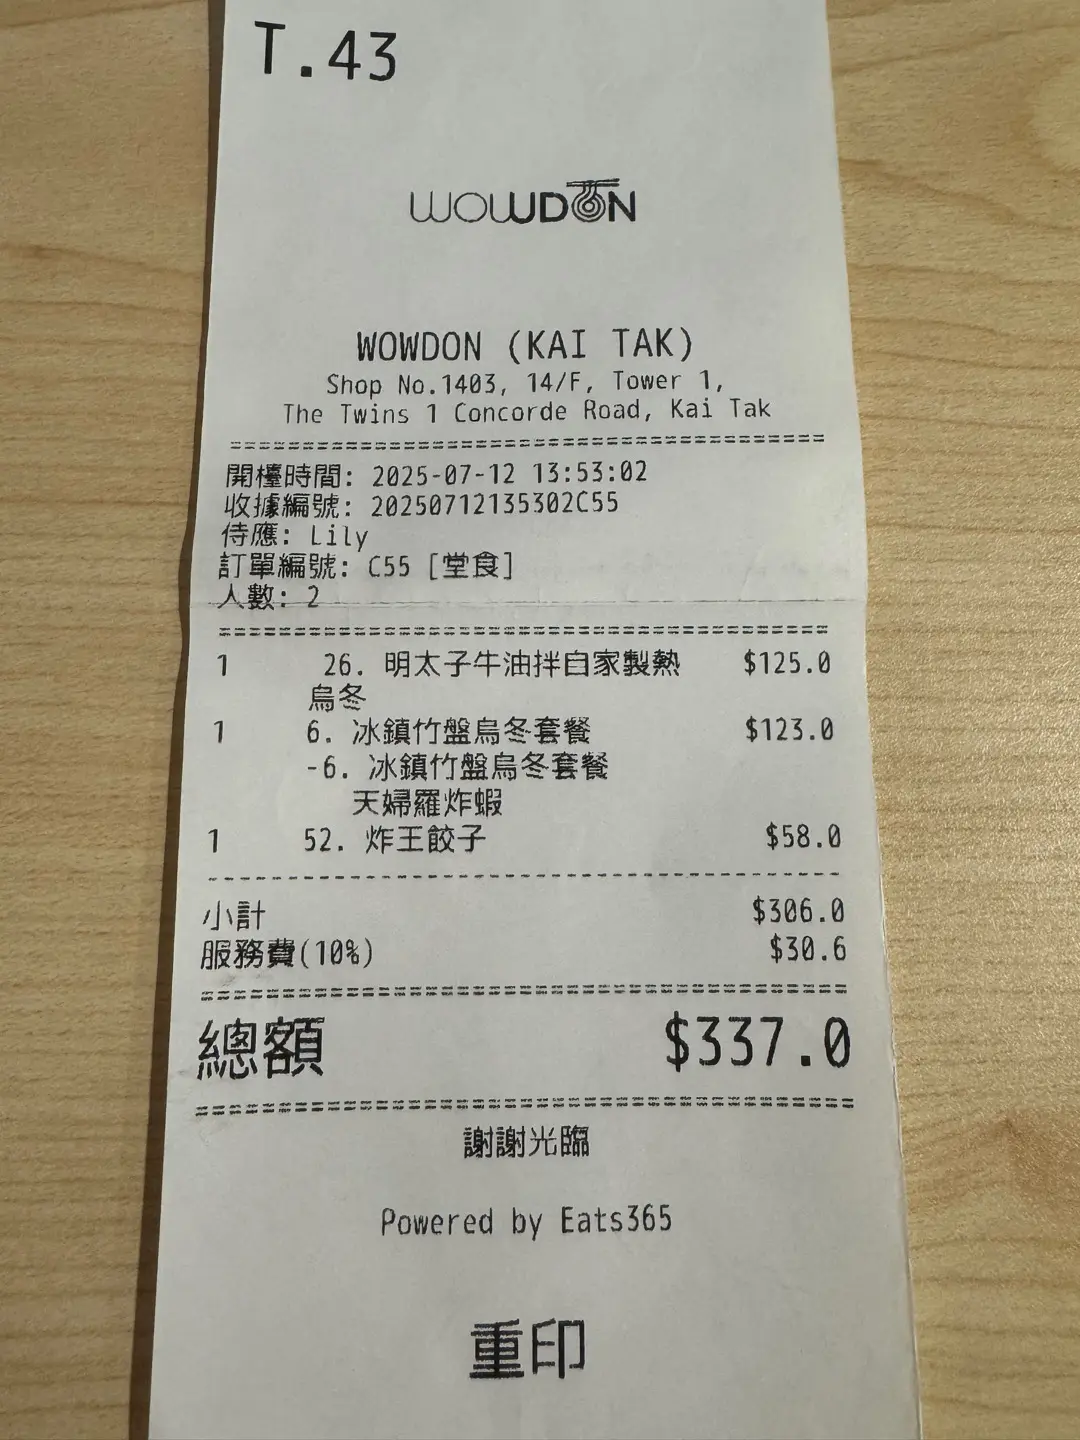 T.43
WOWDON
WOWDON (KAI TAK)
Shop No.1403, 14/F, Tower 1,
The Twins 1 Concorde Road, Kai Tak
開檯時間: 2025-07-12 13:53:02
收據編號: 20250712135302C55
侍應: Lily
訂單編號: C55 [堂食]
人數: 2
1 26. 明太子牛油拌自家製熱 $125.0
烏冬
1 6. 冰鎮竹盤烏冬套餐 $123.0
-6. 冰鎮竹盤烏冬套餐
天婦羅炸蝦
1 52. 炸王餃子 $58.0
小計 $306.0
服務費(10%) $30.6
總額 $337.0
謝謝光臨
Powered by Eats365
重印